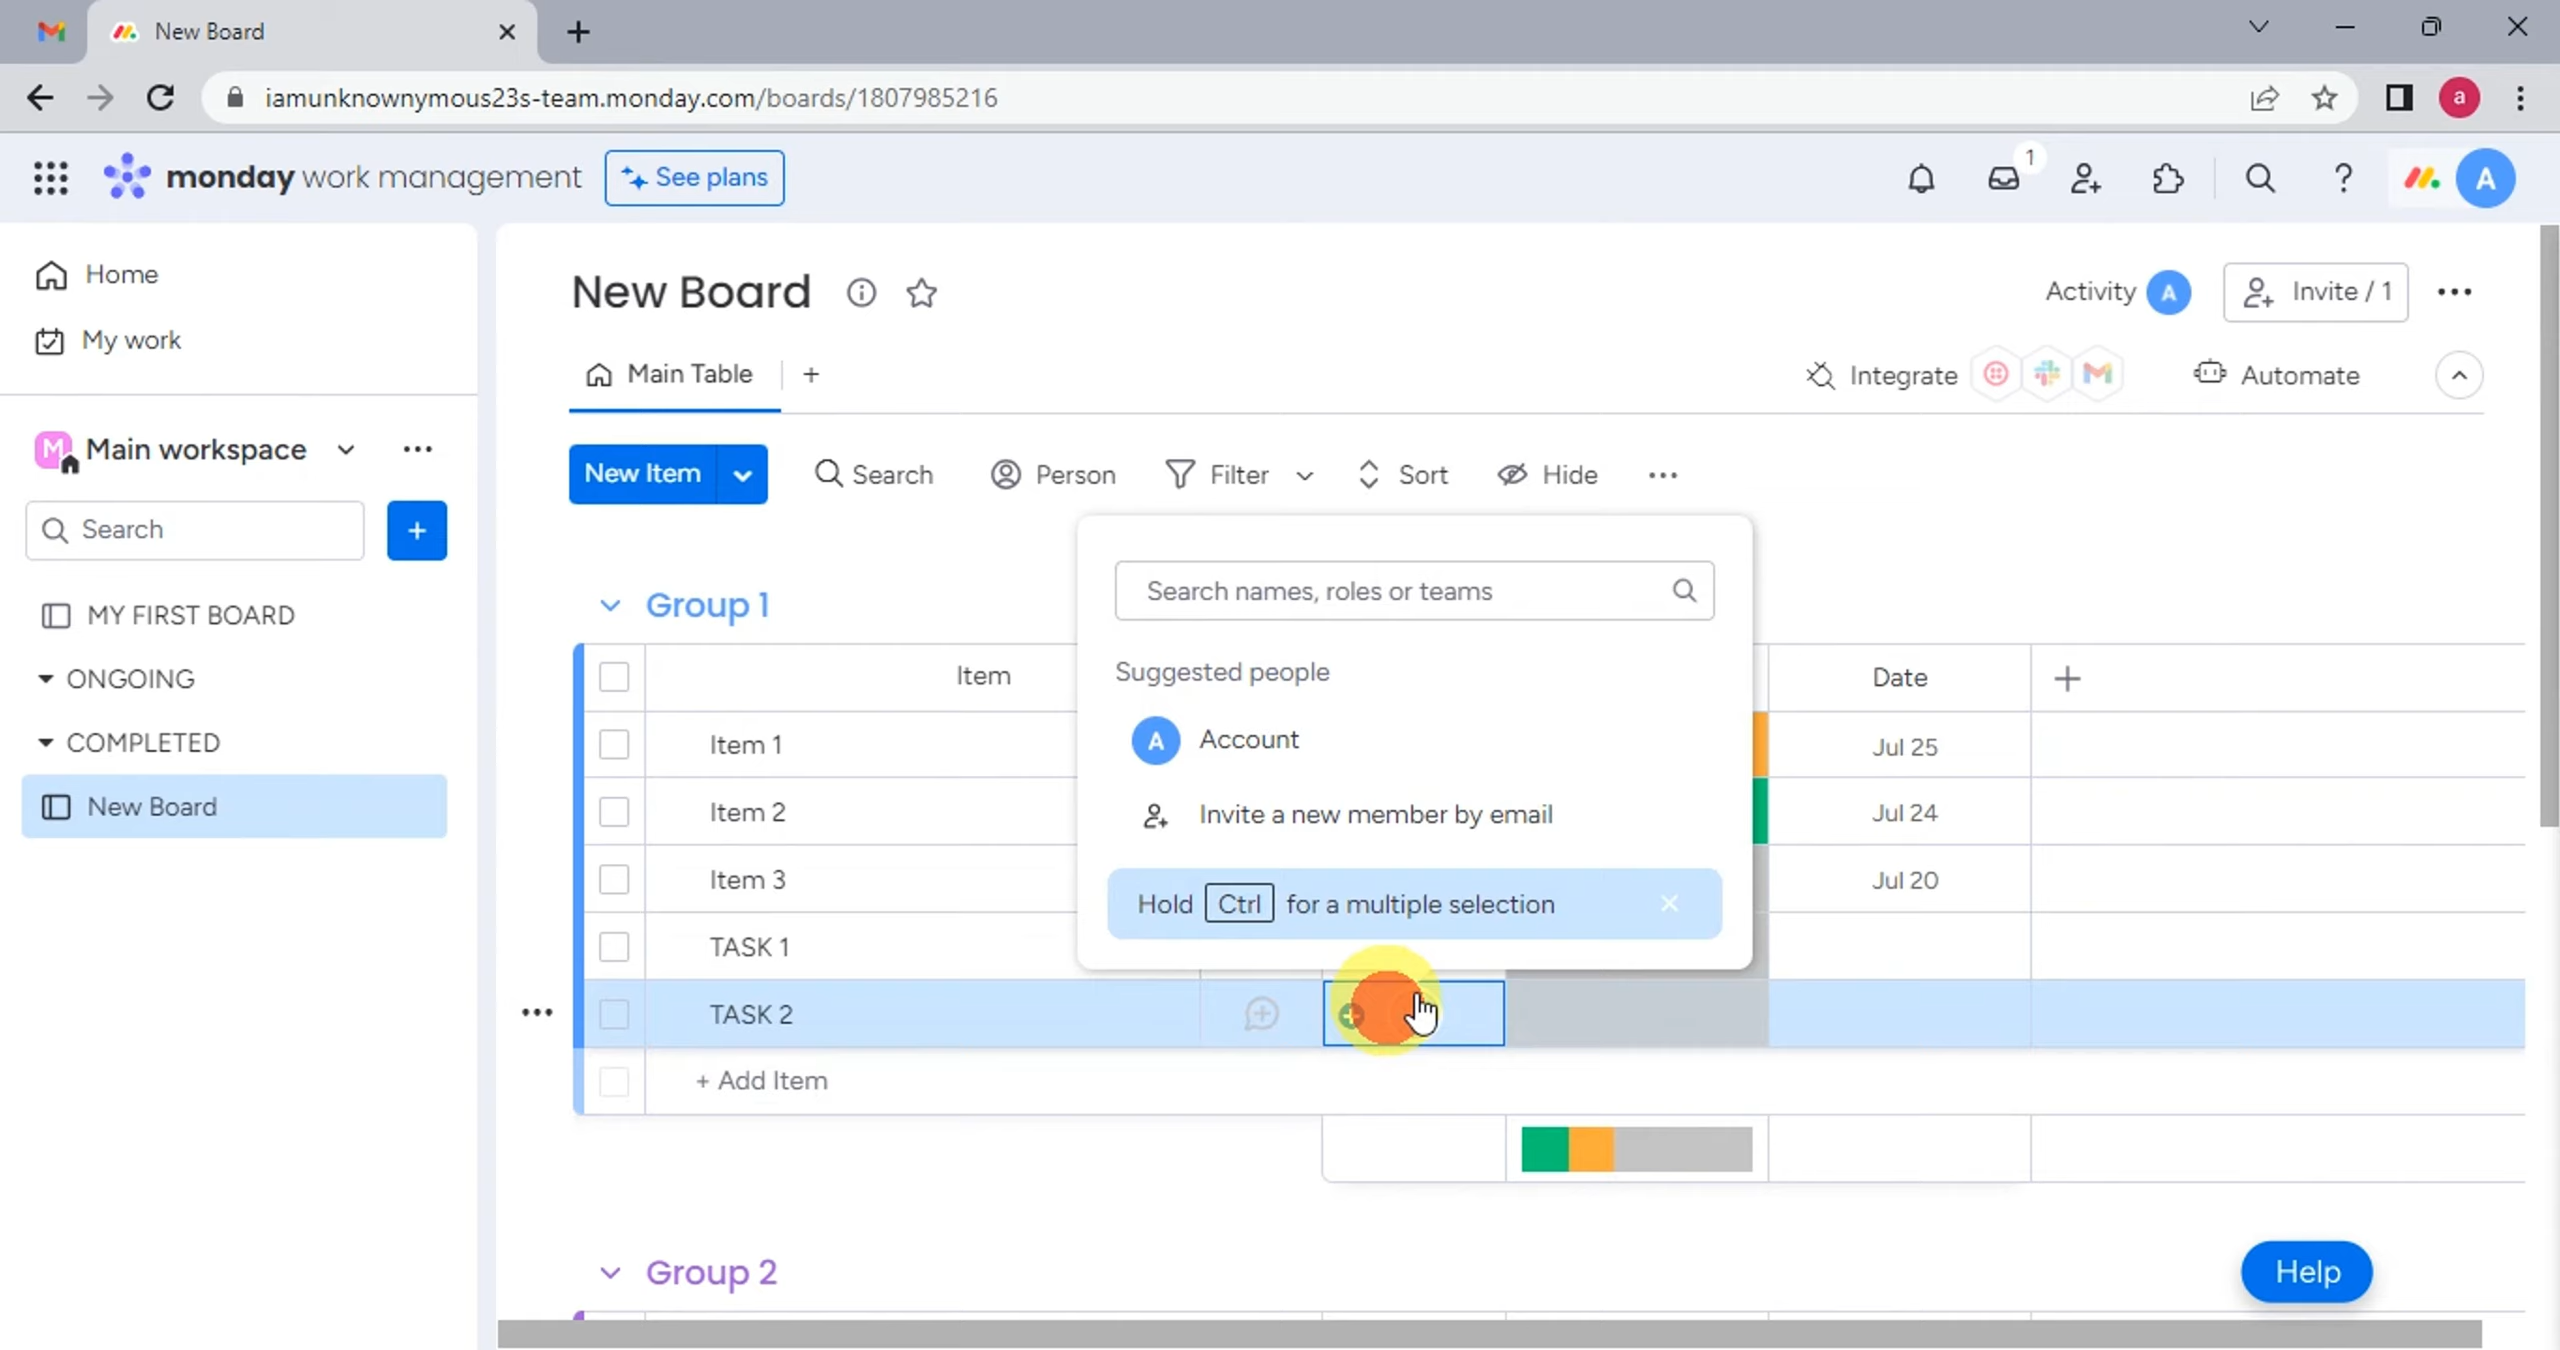 New Board
iamunknownymous23s-team.monday.com/boards/1807985216
a
monday work management
See plans
1
A
Home
My work
M
Main workspace
Search
+
MY FIRST BOARD
ONGOING
COMPLETED
New Board
New Board
Activity A
Invite / 1
Main Table
+
Integrate
Automate
New Item
Search
Person
Filter
Sort
Hide
Search names, roles or teams
Suggested people
A Account
Invite a new member by email
Hold Ctrl for a multiple selection
Group 1
Item
Date
+
Item 1
Jul 25
Item 2
Jul 24
Item 3
Jul 20
TASK 1
TASK 2
+ Add Item
Group 2
Help